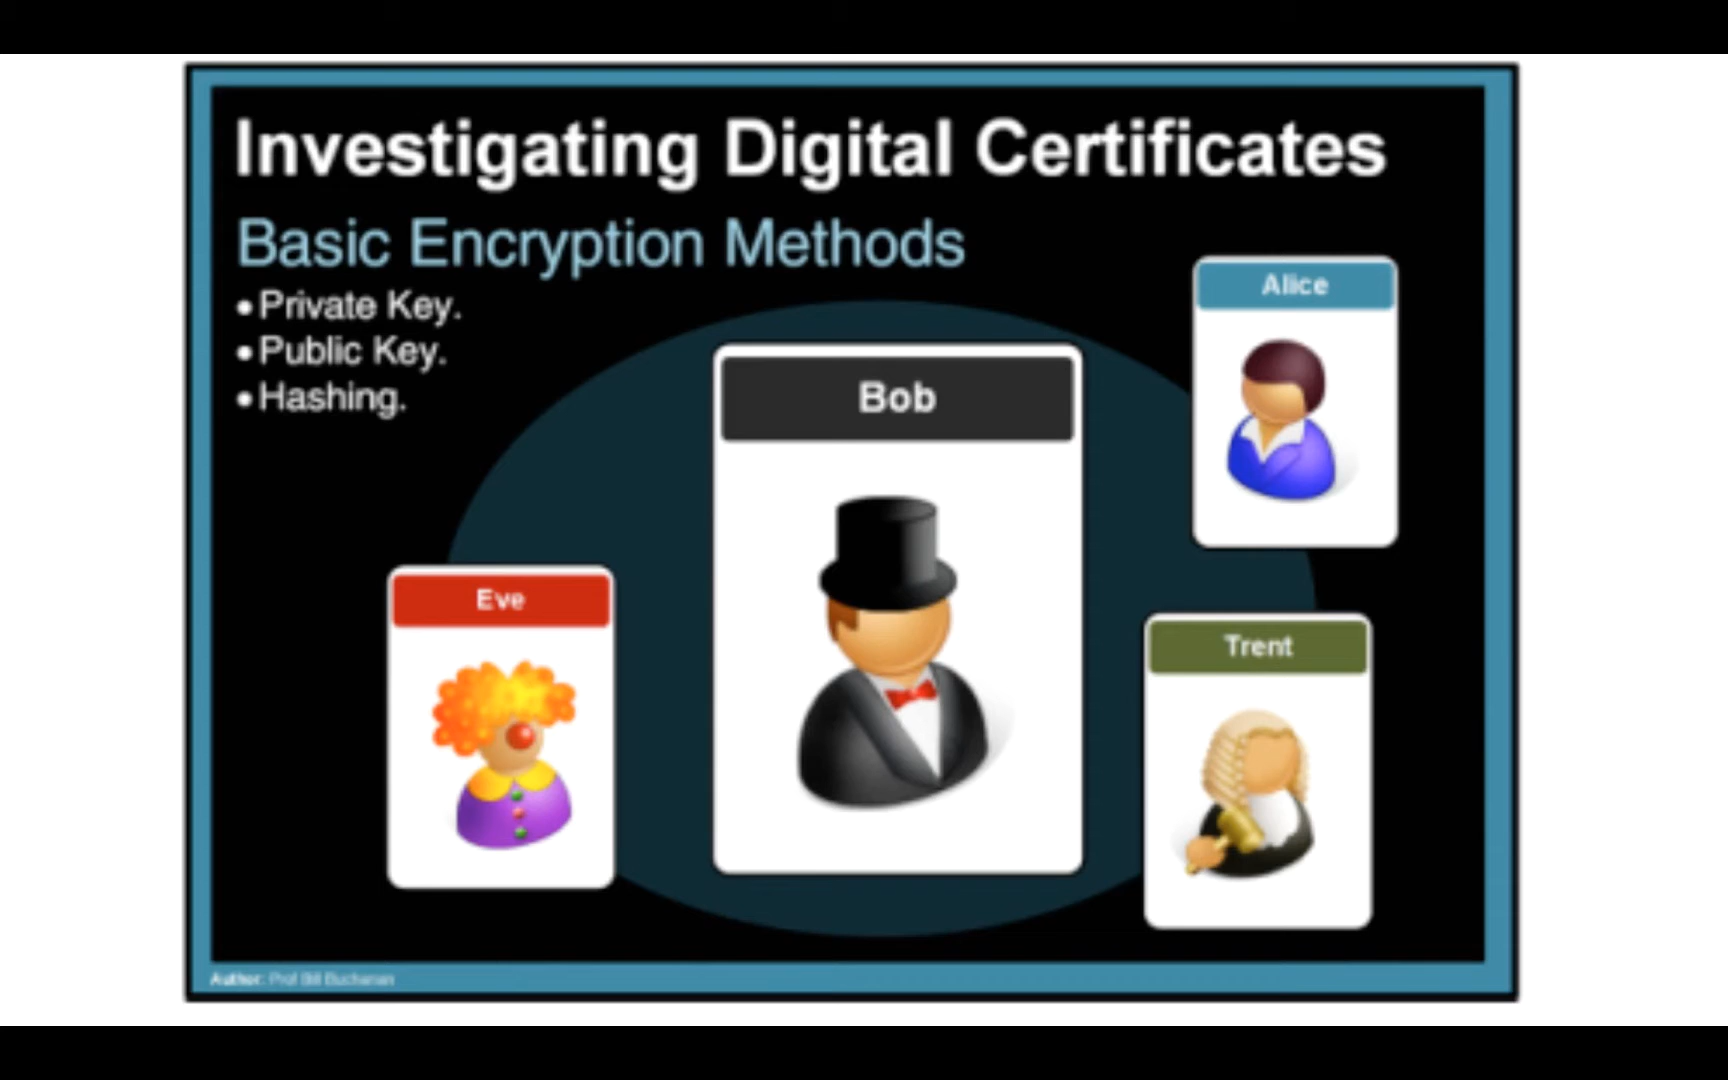 Investigating Digital Certificates
Basic Encryption Methods
• Private Key.
• Public Key.
• Hashing.
Alice
Bob
Eve
Trent
Author: Prof Bill Buchanan